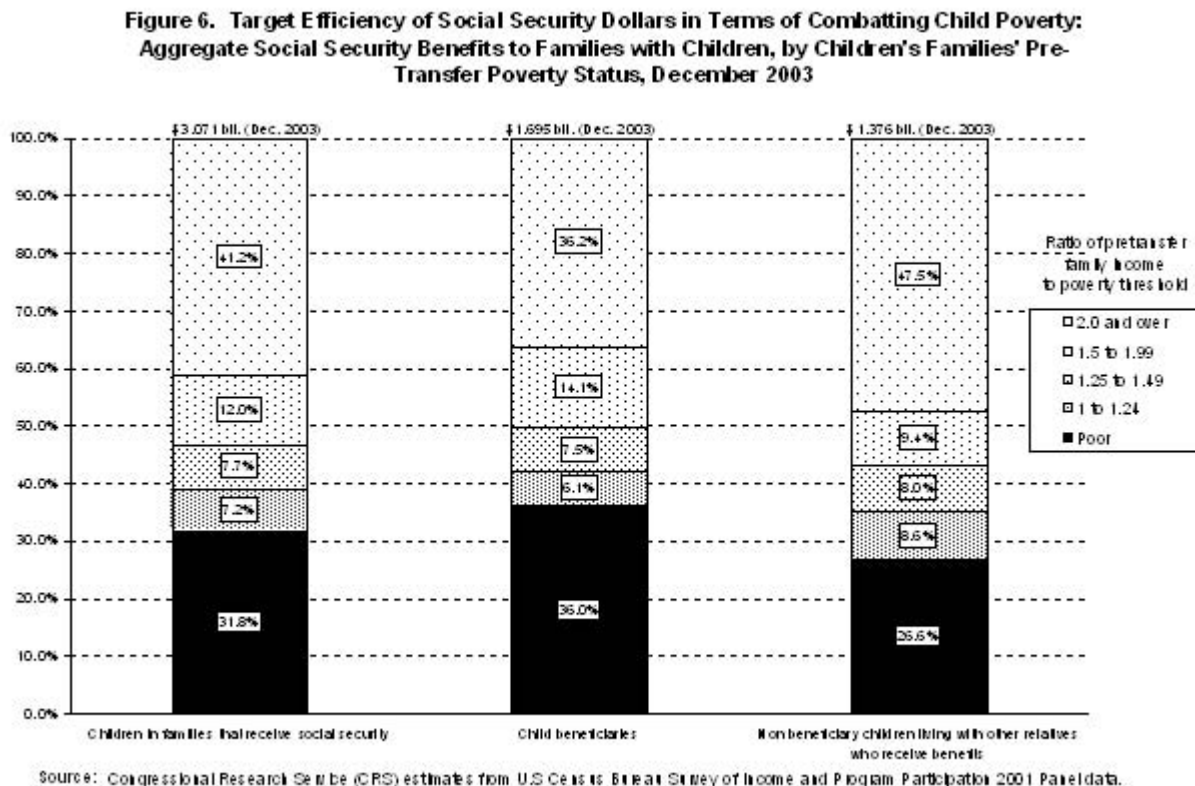 Figure 6. Target Efficiency of Social Security Dollars in Terms of Combatting Child Poverty:
Aggregate Social Security Benefits to Families with Children, by Children's Families' Pre-
Transfer Poverty Status, December 2003
$3.071 bil. (Dec. 2003)
$1.695 bil. (Dec. 2003)
$1.376 bil. (Dec. 2003)
100.0%
90.0%
80.0%
70.0%
60.0%
50.0%
40.0%
30.0%
20.0%
10.0%
0.0%
41.2%
12.0%
7.7%
7.2%
31.8%
36.2%
14.1%
7.5%
6.1%
36.0%
47.5%
9.4%
8.0%
8.6%
26.6%
Ratio of pretransfer
family income
to poverty threshold
2.0 and over
1.5 to 1.99
1.25 to 1.49
1 to 1.24
Poor
Children in families that receive social security
Child beneficiaries
Non beneficiary children living with other relatives
who receive benefits
Source: Congressional Research Service (CRS) estimates from U.S Census Bureau Survey of Income and Program Participation 2001 Panel data.